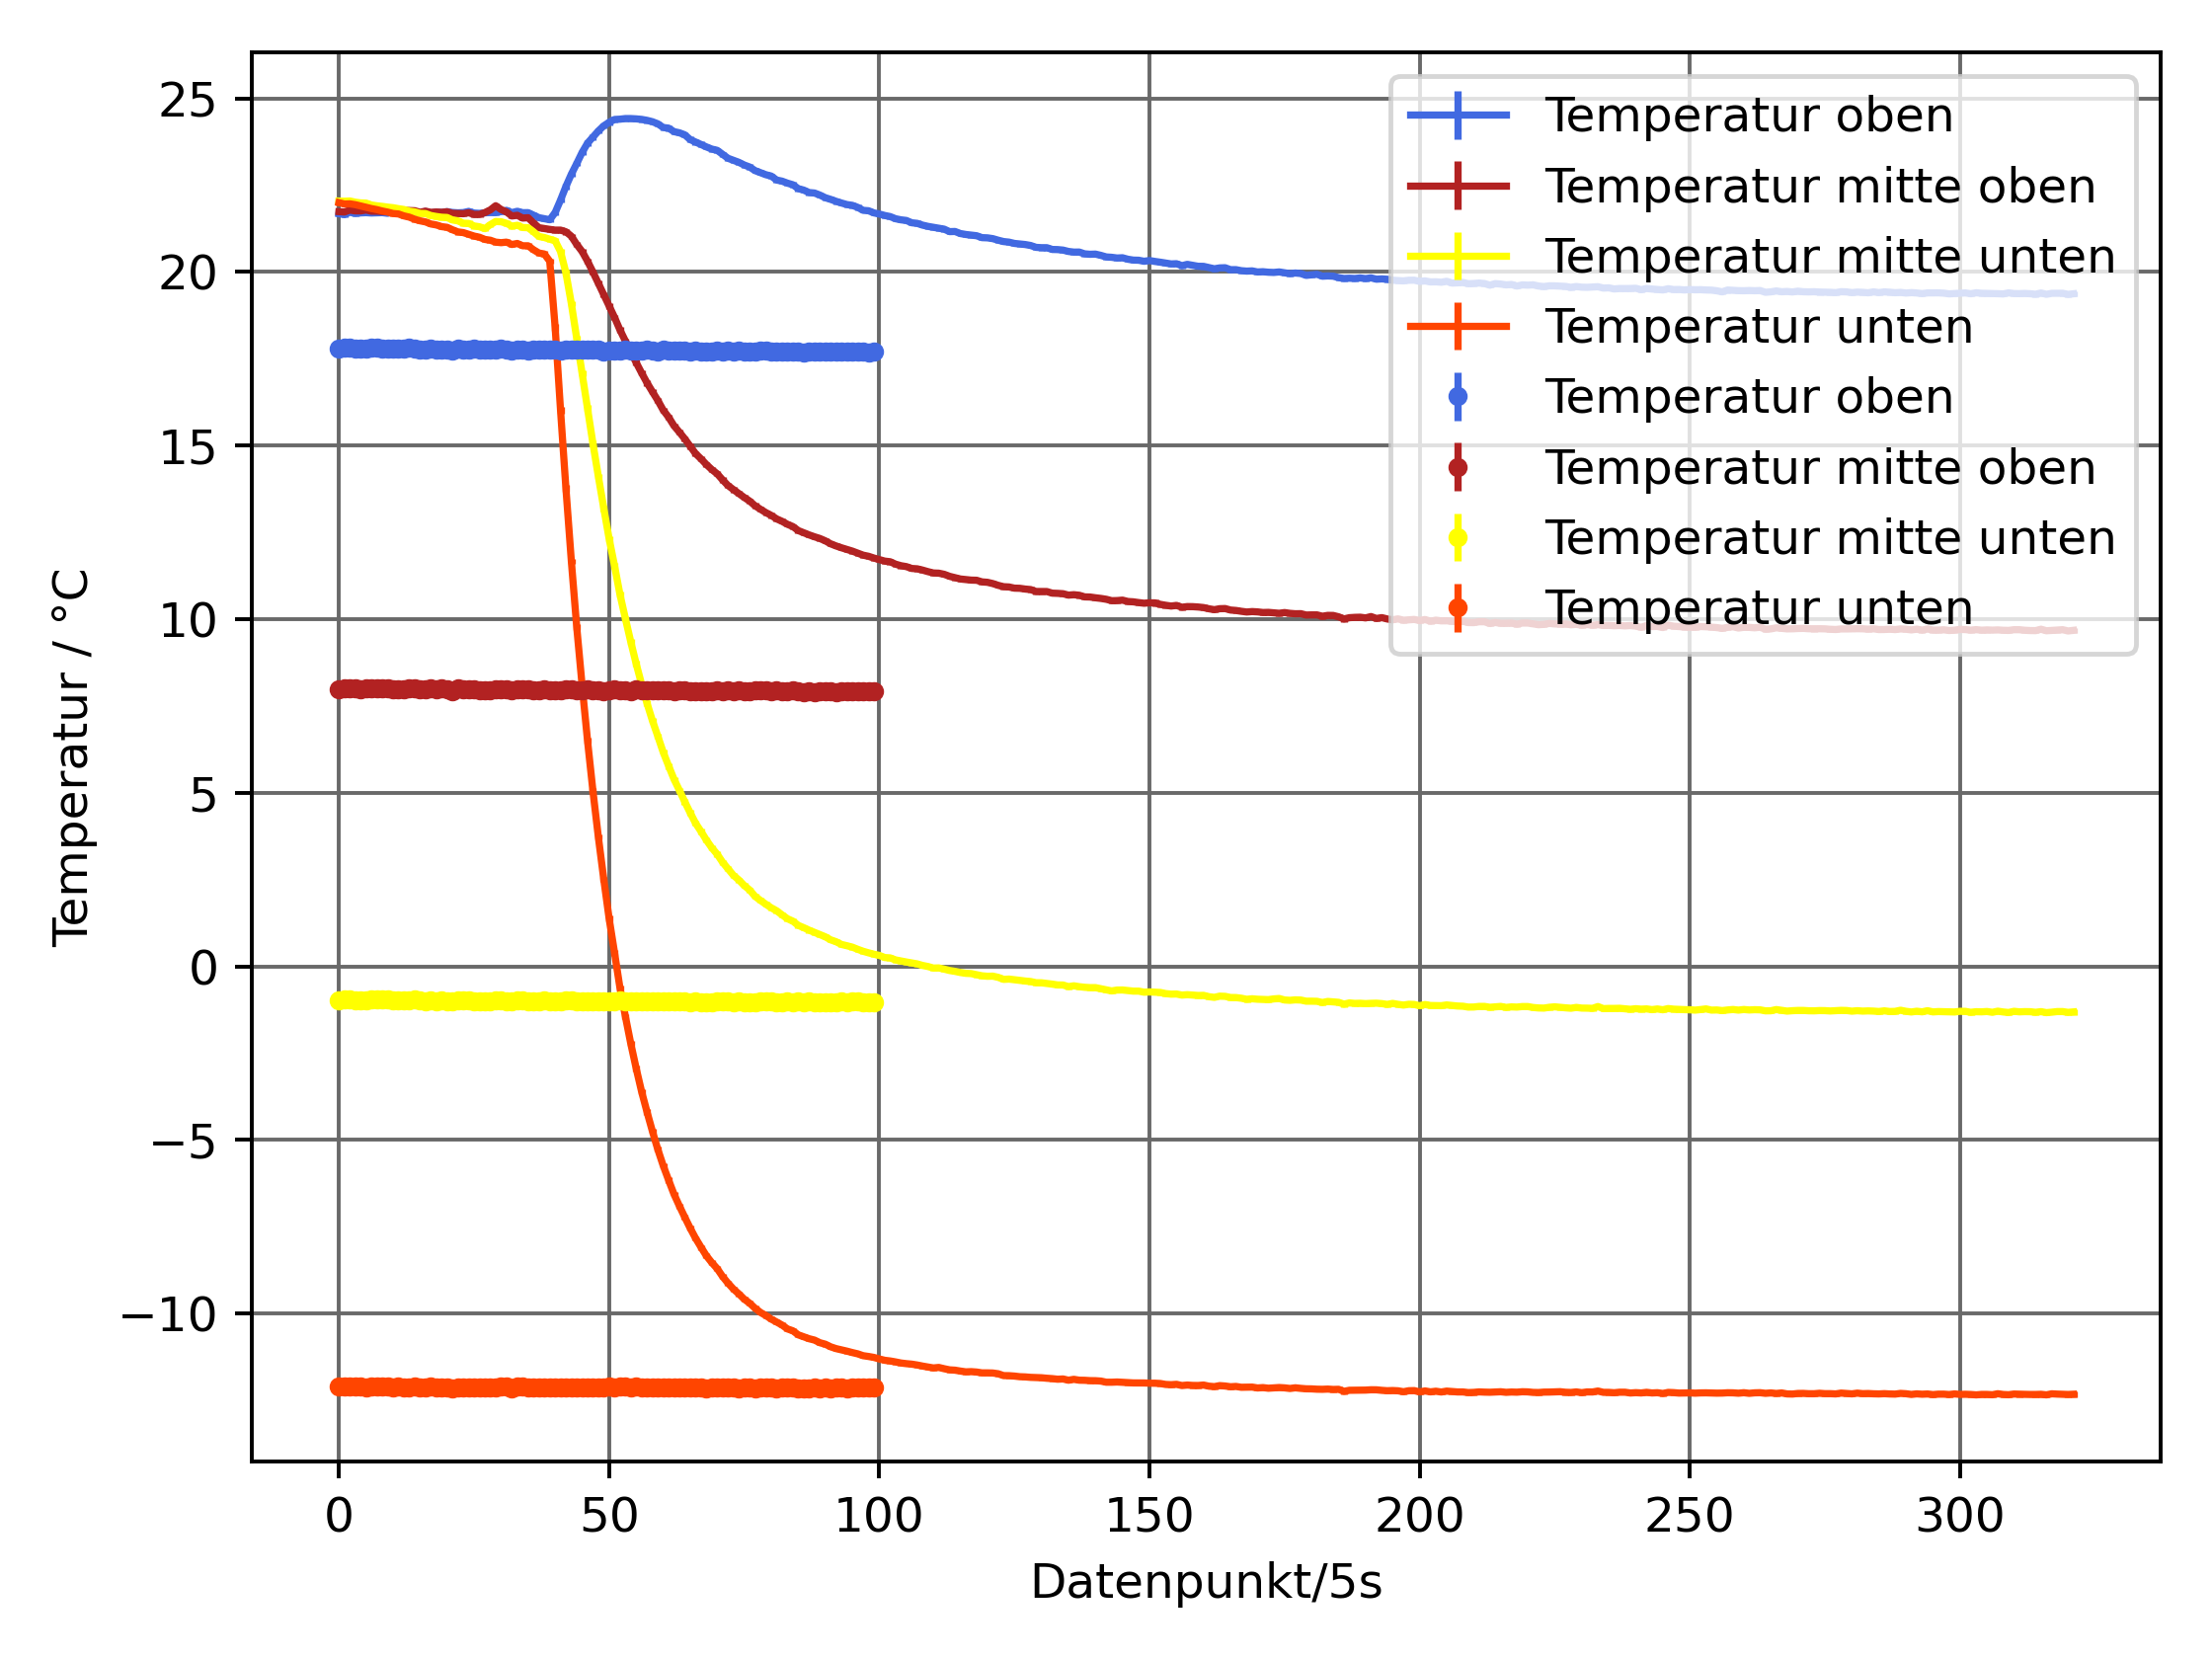 25
20
15
10
5
0
−5
−10
Temperatur / °C
Temperatur oben
Temperatur mitte oben
Temperatur mitte unten
Temperatur unten
Temperatur oben
Temperatur mitte oben
Temperatur mitte unten
Temperatur unten
0 50 100 150 200 250 300
Datenpunkt/5s